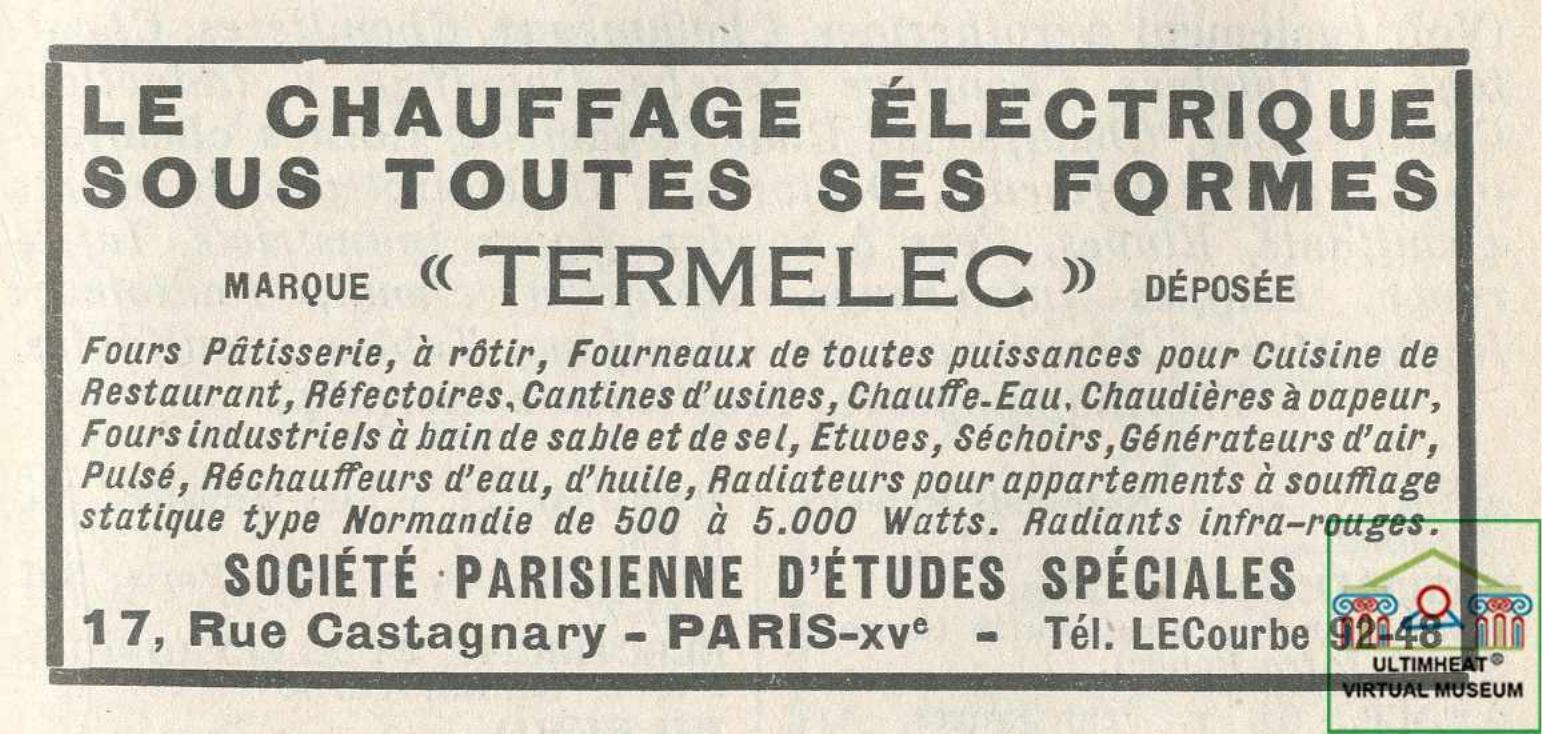 LE CHAUFFAGE ÉLECTRIQUE
SOUS TOUTES SES FORMES
MARQUE « TERMELEC » DÉPOSÉE
Fours Pâtisserie, à rôtir, Fourneaux de toutes puissances pour Cuisine de
Restaurant, Réfectoires, Cantines d'usines, Chauffe-Eau, Chaudières à vapeur,
Fours industriels à bain de sable et de sel, Etuves, Séchoirs, Générateurs d'air,
Pulsé, Réchauffeurs d'eau, d'huile, Radiateurs pour appartements à soufflage
statique type Normandie de 500 à 5.000 Watts. Radiants infra-rouges.
SOCIÉTÉ PARISIENNE D'ÉTUDES SPÉCIALES
17, Rue Castagnary - PARIS-XVe - Tél. LECourbe 92-48
ULTIMHEAT®
VIRTUAL MUSEUM